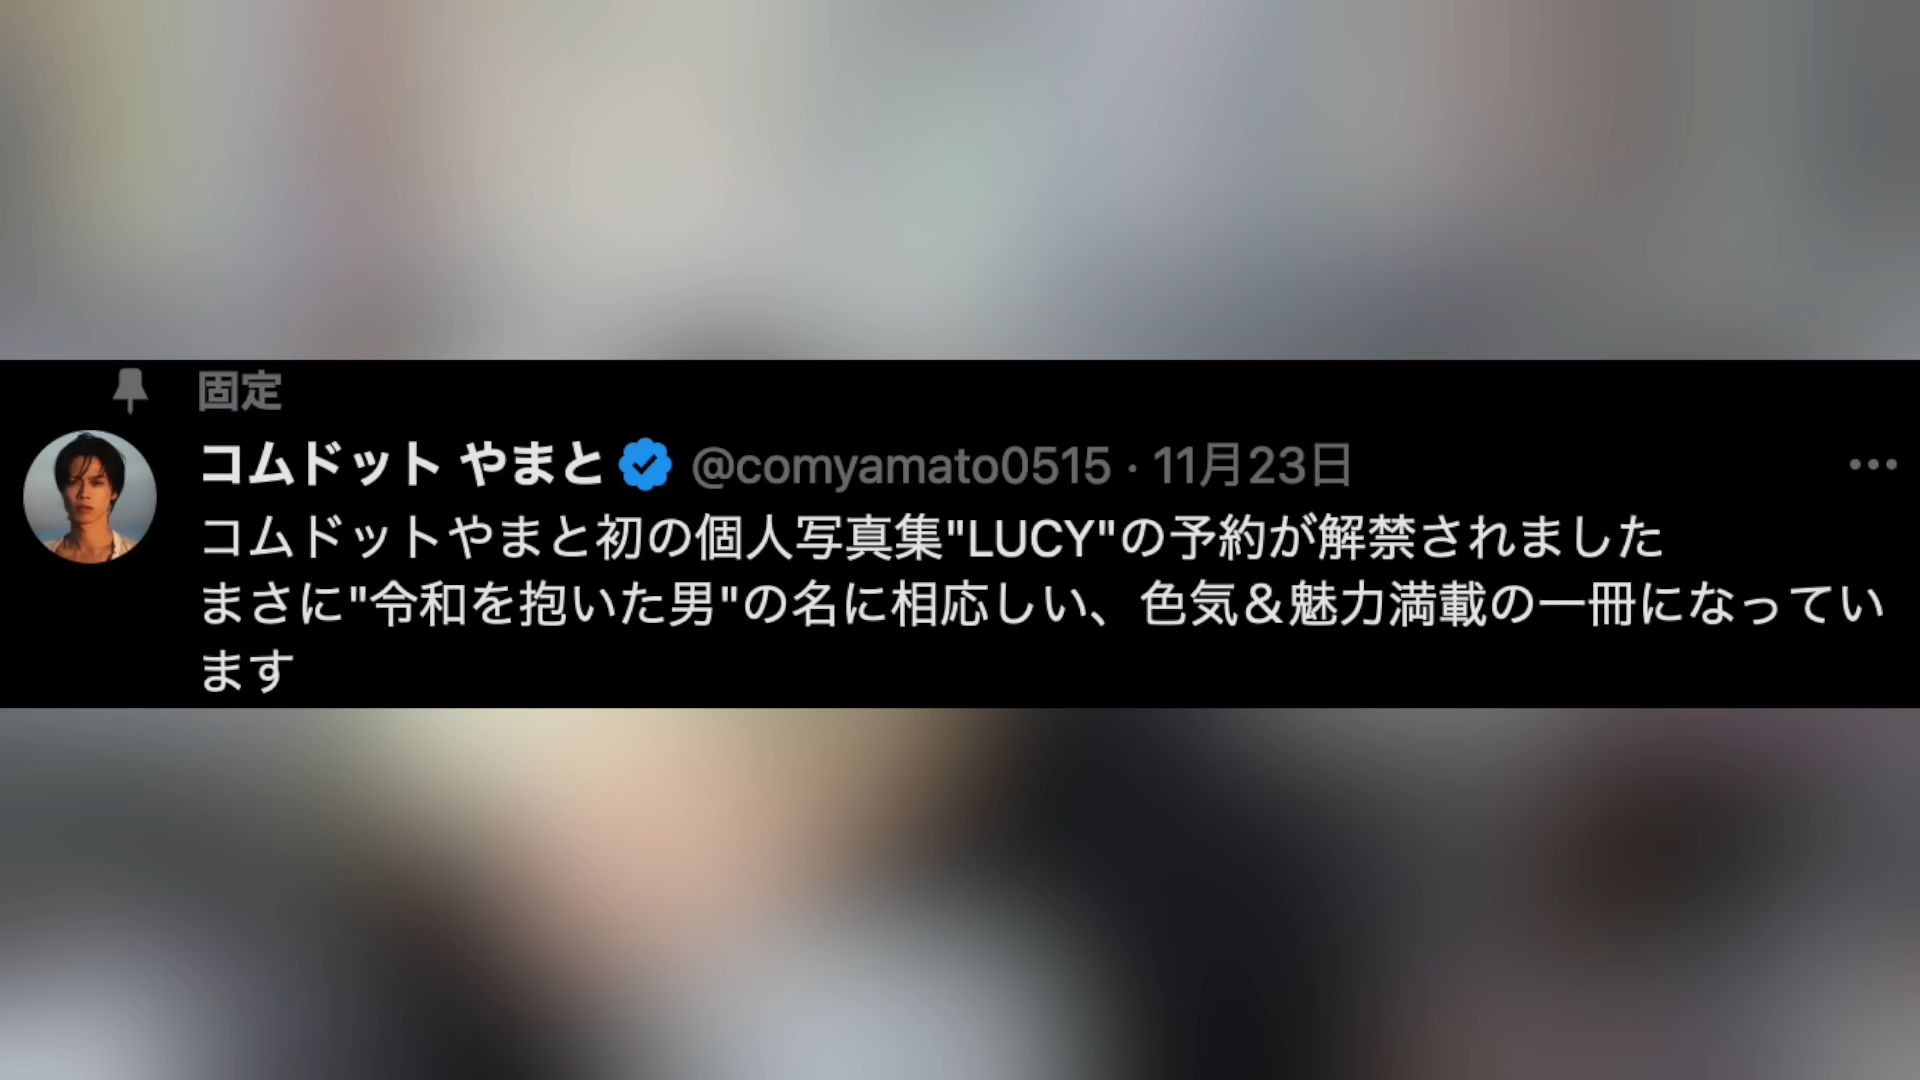 固定
コムドット やまと @comyamato0515 · 11月23日
コムドットやまと初の個人写真集"LUCY"の予約が解禁されました
まさに"令和を抱いた男"の名に相応しい、色気＆魅力満載の一冊になってい
ます